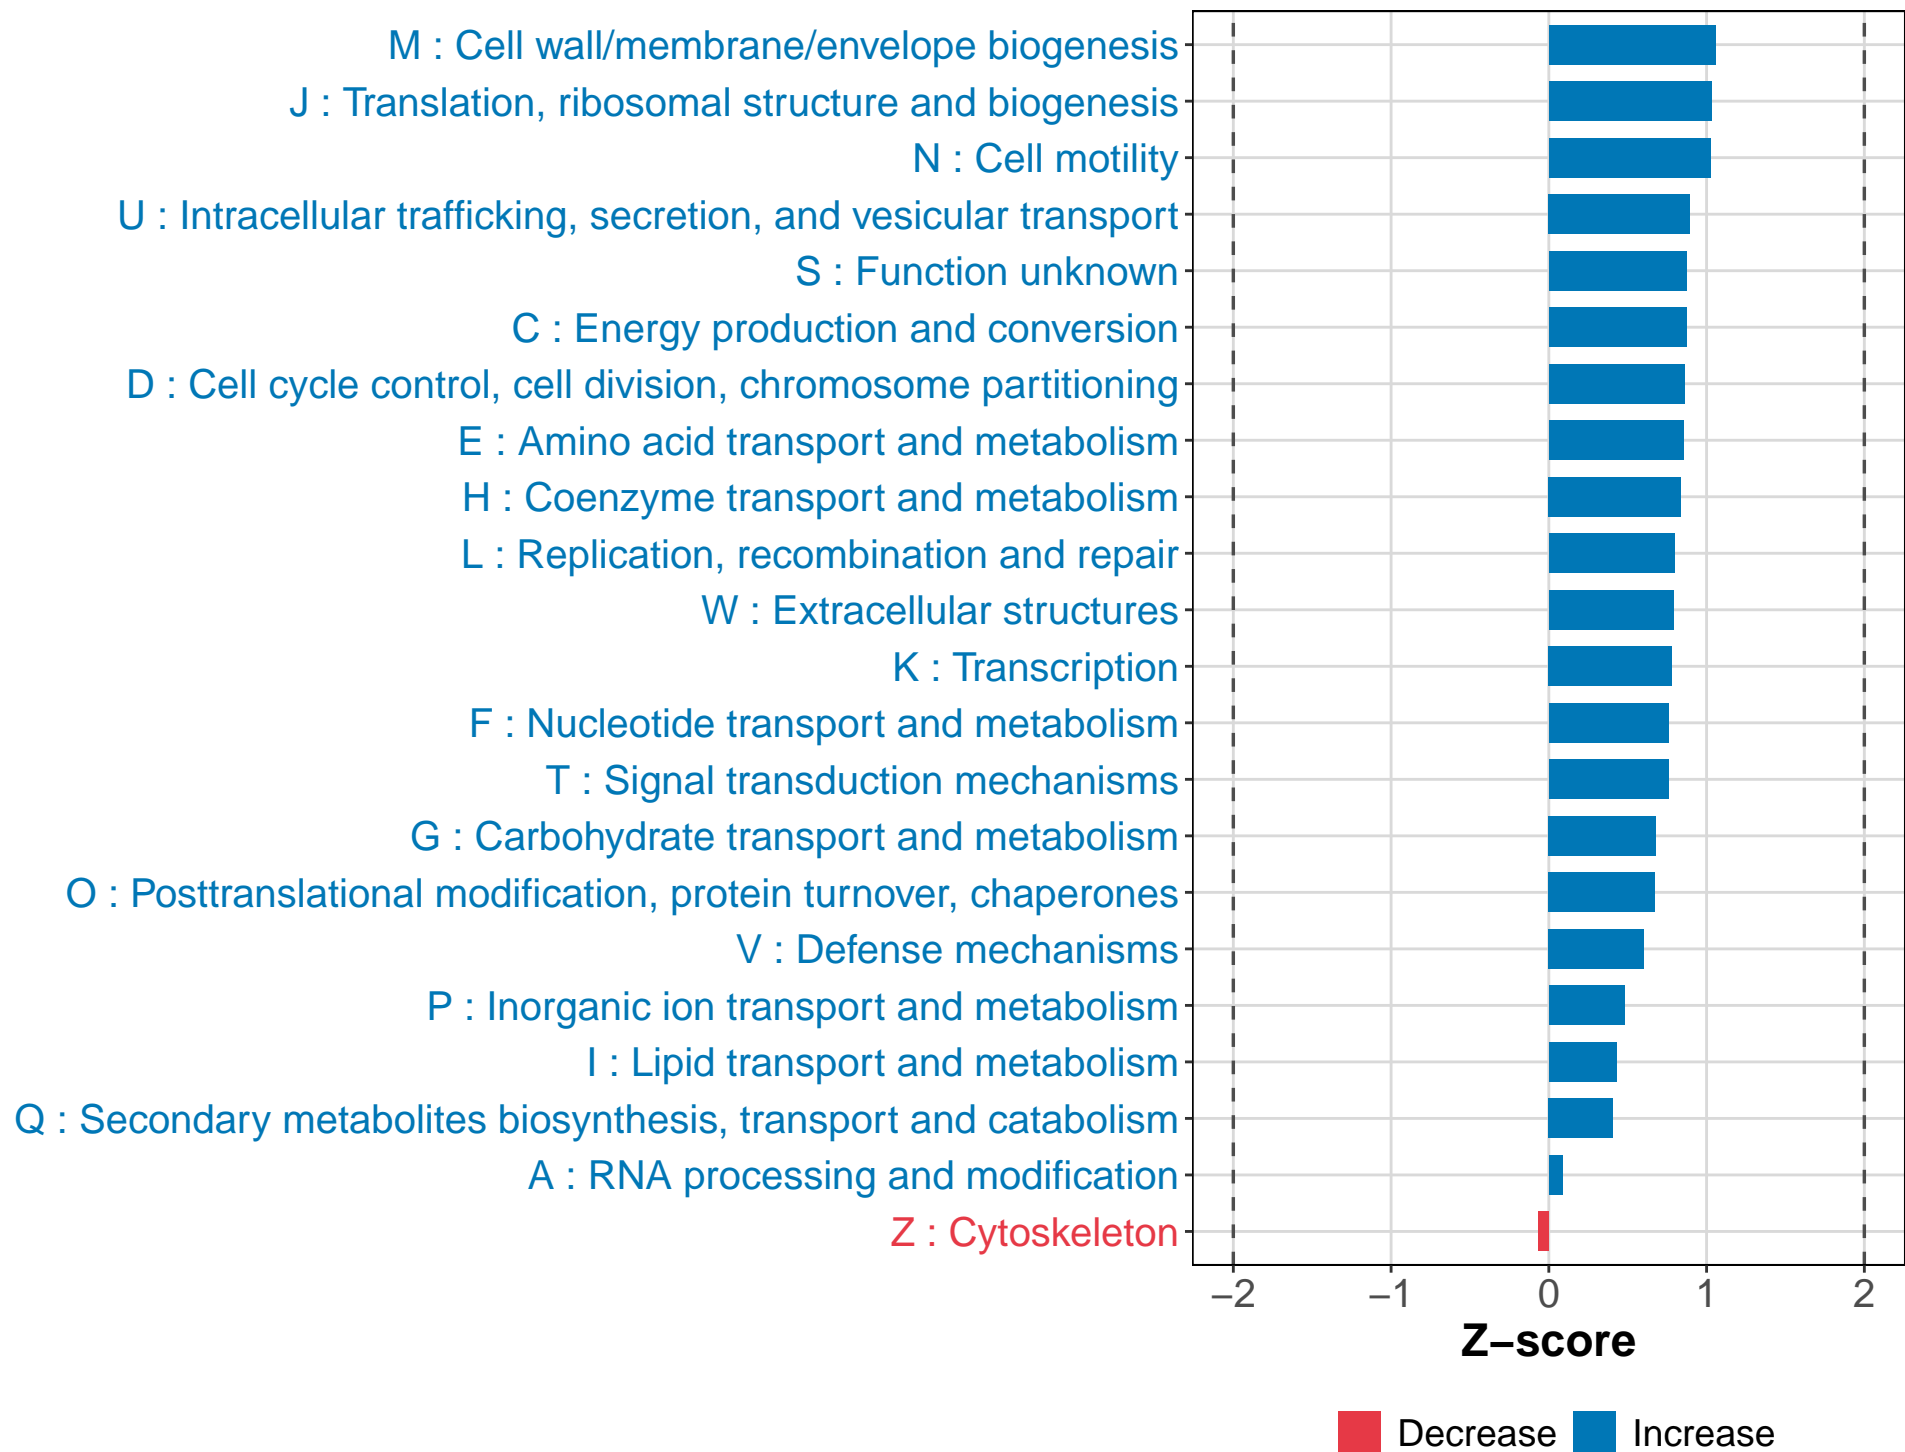 M : Cell wall/membrane/envelope biogenesis
J : Translation, ribosomal structure and biogenesis
N : Cell motility
U : Intracellular trafficking, secretion, and vesicular transport
S : Function unknown
C : Energy production and conversion
D : Cell cycle control, cell division, chromosome partitioning
E : Amino acid transport and metabolism
H : Coenzyme transport and metabolism
L : Replication, recombination and repair
W : Extracellular structures
K : Transcription
F : Nucleotide transport and metabolism
T : Signal transduction mechanisms
G : Carbohydrate transport and metabolism
O : Posttranslational modification, protein turnover, chaperones
V : Defense mechanisms
P : Inorganic ion transport and metabolism
I : Lipid transport and metabolism
Q : Secondary metabolites biosynthesis, transport and catabolism
A : RNA processing and modification
Z : Cytoskeleton
−2 −1 0 1 2
Z−score
Decrease Increase